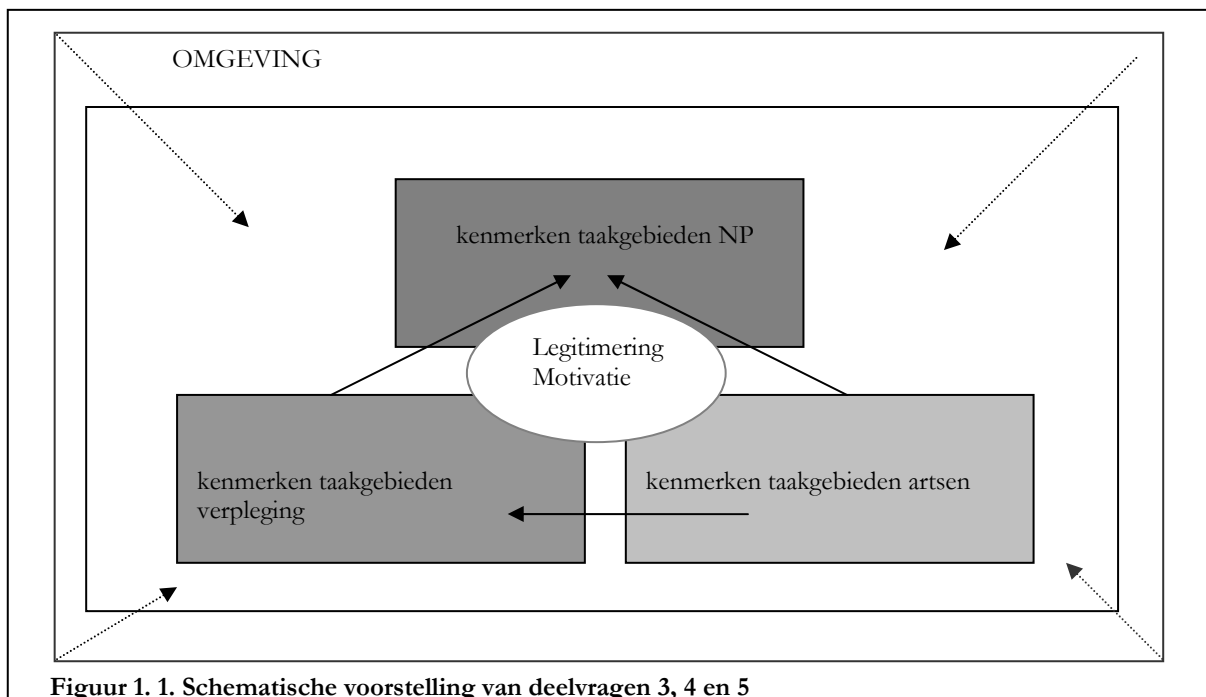 OMGEVING
kenmerken taakgebieden NP
Legitimering
Motivatie
kenmerken taakgebieden
verpleging
kenmerken taakgebieden artsen
Figuur 1. 1. Schematische voorstelling van deelvragen 3, 4 en 5